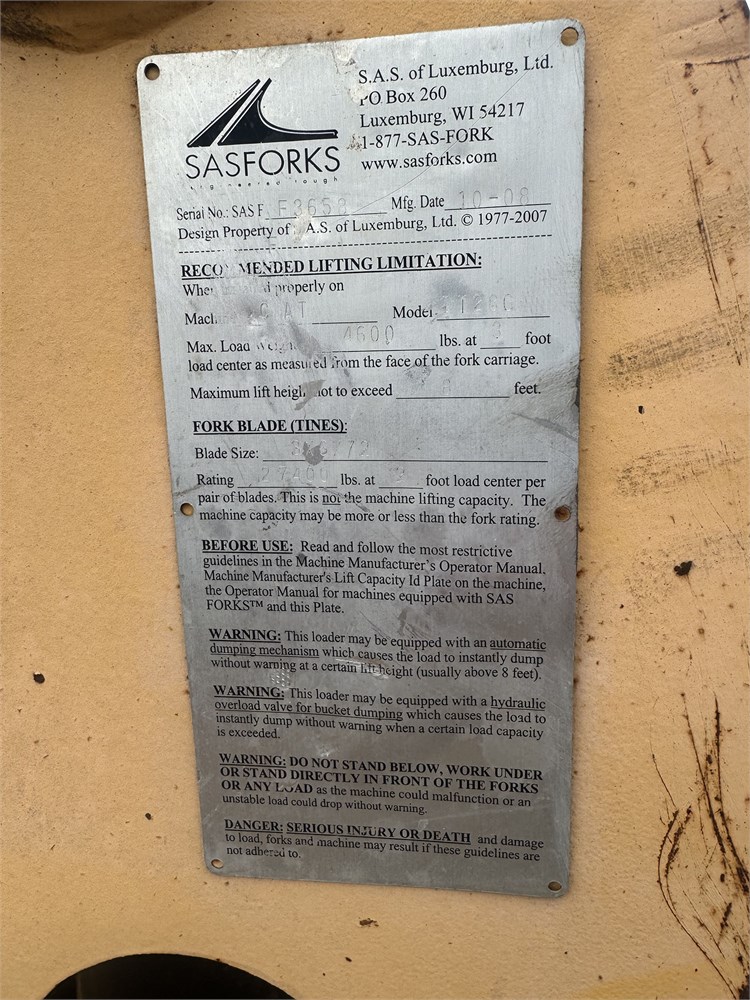 S.A.S. of Luxemburg, Ltd.
PO Box 260
Luxemburg, WI 54217
1-877-SAS-FORK
www.sasforks.com
SASFORKS
Serial No.: SAS F Mfg. Date 10-08
Design Property of A.S. of Luxemburg, Ltd. © 1977-2007
RECO MENDED LIFTING LIMITATION:
properly on
Model
Max. Load 4600 lbs. at foot
load center as measured from the face of the fork carriage.
Maximum lift height not to exceed feet.
FORK BLADE (TINES):
Blade Size:
Rating 27400 lbs. at foot load center per
pair of blades. This is not the machine lifting capacity. The
machine capacity may be more or less than the fork rating.
BEFORE USE: Read and follow the most restrictive
guidelines in the Machine Manufacturer's Operator Manual,
Machine Manufacturer's Lift Capacity Id Plate on the machine,
the Operator Manual for machines equipped with SAS
FORKS™ and this Plate.
WARNING: This loader may be equipped with an automatic
dumping mechanism which causes the load to instantly dump
without warning at a certain lift height (usually above 8 feet).
WARNING: This loader may be equipped with a hydraulic
overload valve for bucket dumping which causes the load to
instantly dump without warning when a certain load capacity
is exceeded.
WARNING: DO NOT STAND BELOW, WORK UNDER
OR STAND DIRECTLY IN FRONT OF THE FORKS
OR ANY LOAD as the machine could malfunction or an
unstable load could drop without warning.
DANGER: SERIOUS INJURY OR DEATH and damage
to load, forks and machine may result if these guidelines are
not adhered to.